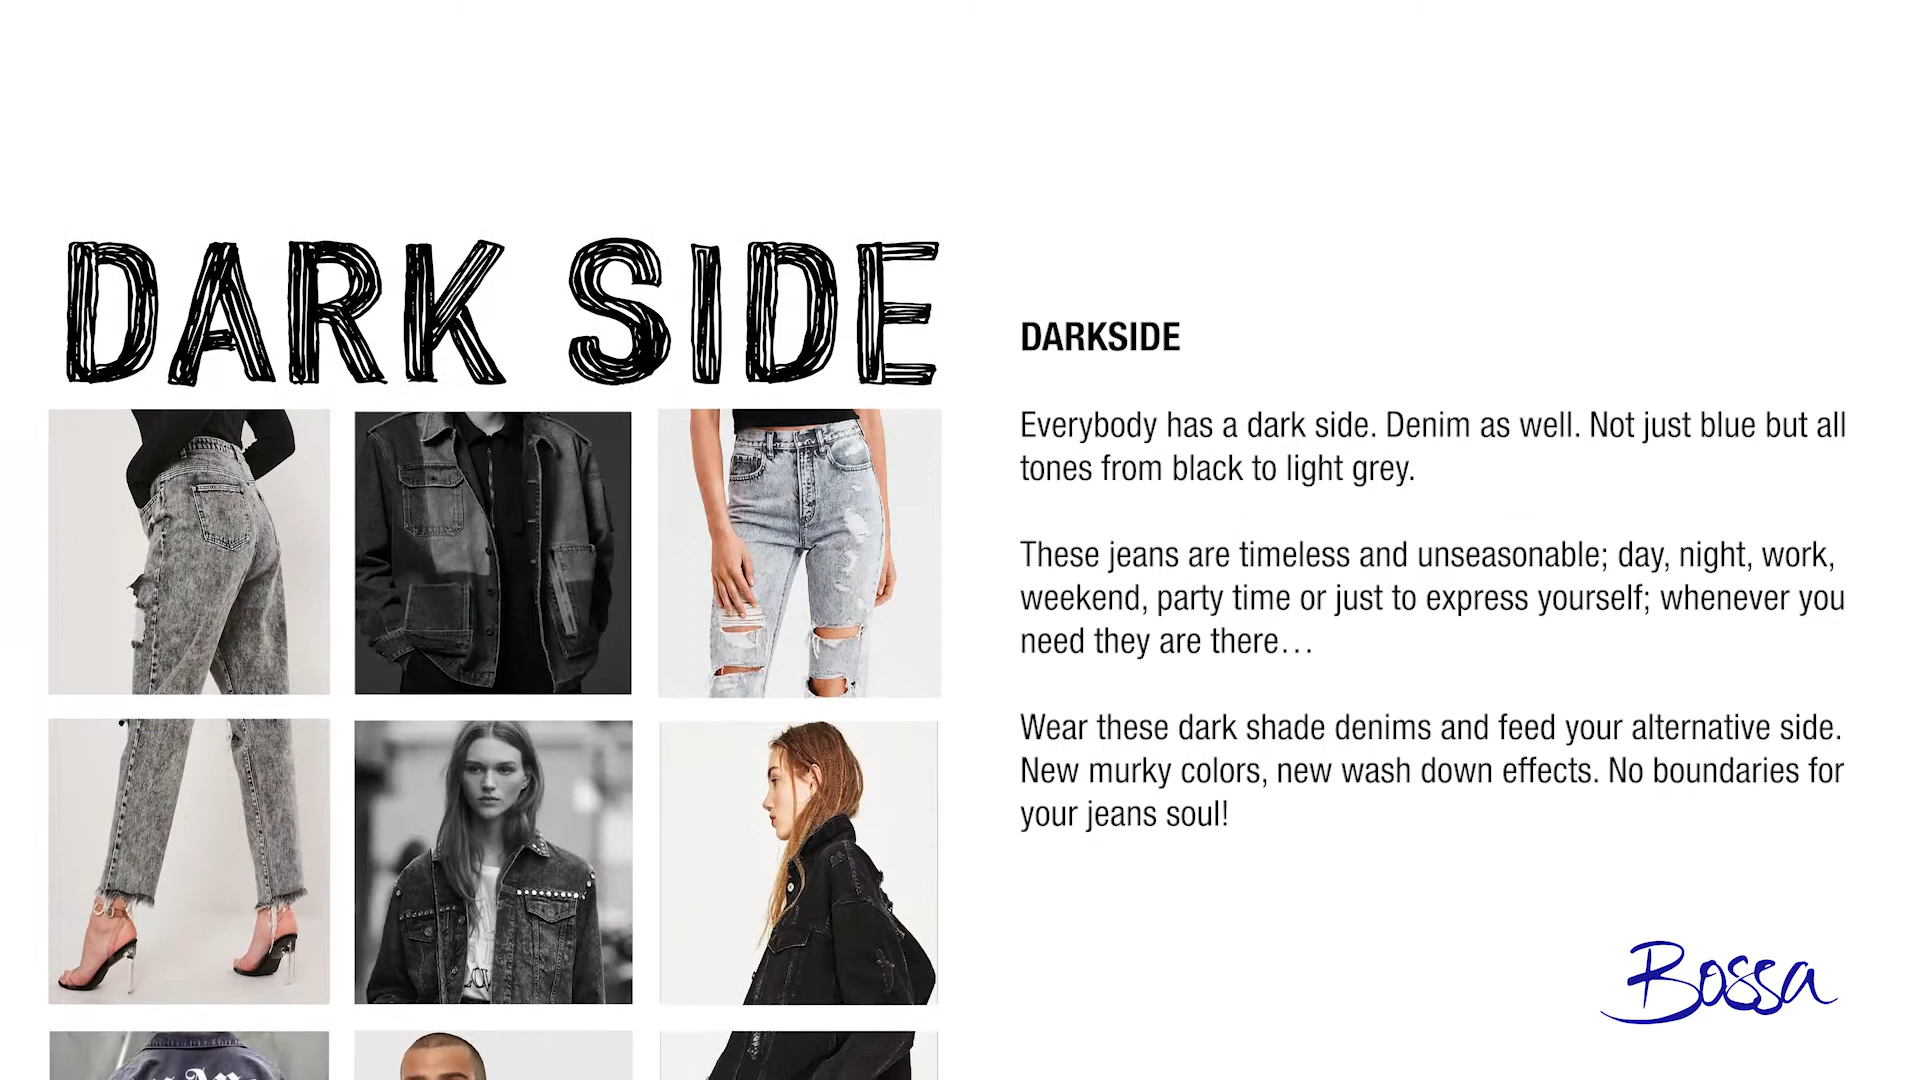 DARK SIDE
DARKSIDE
Everybody has a dark side. Denim as well. Not just blue but all
tones from black to light grey.
These jeans are timeless and unseasonable; day, night, work,
weekend, party time or just to express yourself; whenever you
need they are there…
Wear these dark shade denims and feed your alternative side.
New murky colors, new wash down effects. No boundaries for
your jeans soul!
Bossa